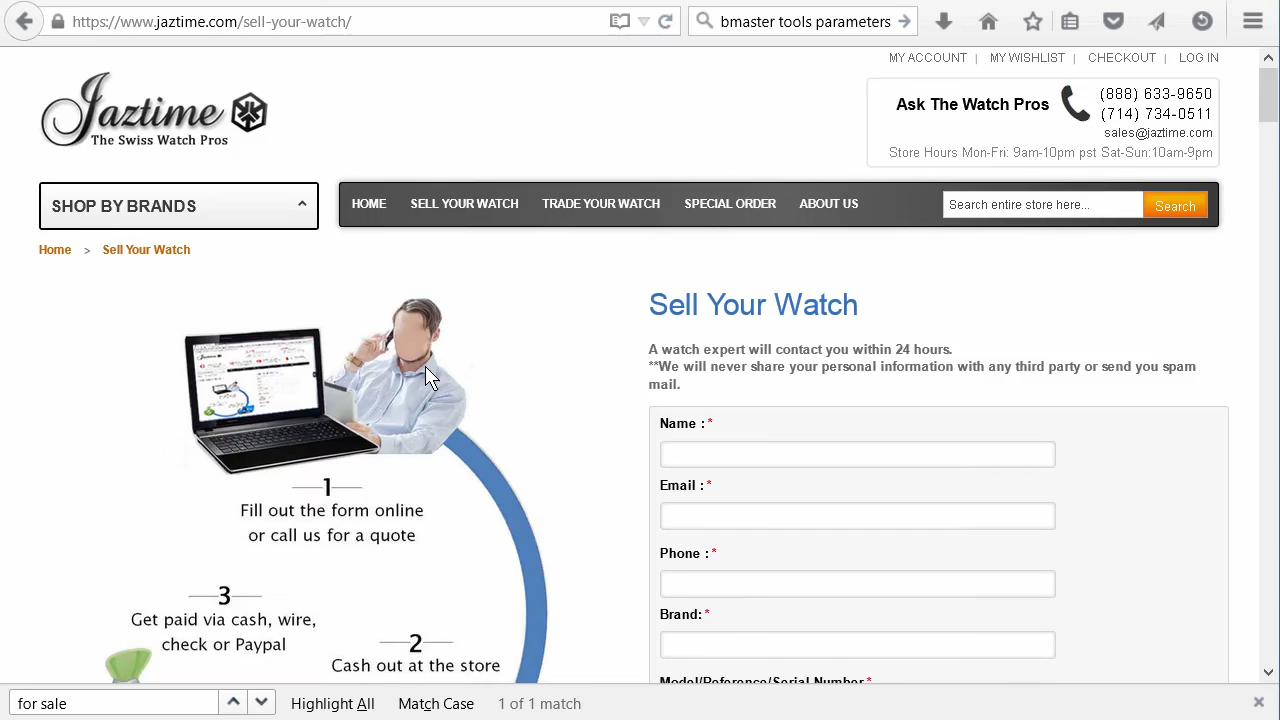 https://www.jaztime.com/sell-your-watch/
bmaster tools parameters
MY ACCOUNT | MY WISHLIST | CHECKOUT | LOG IN
Jaztime
The Swiss Watch Pros
Ask The Watch Pros
(888) 633-9650
(714) 734-0511
sales@jaztime.com
Store Hours Mon-Fri: 9am-10pm pst Sat-Sun:10am-9pm
SHOP BY BRANDS
HOME SELL YOUR WATCH TRADE YOUR WATCH SPECIAL ORDER ABOUT US
Search entire store here... Search
Home > Sell Your Watch
Sell Your Watch
A watch expert will contact you within 24 hours.
**We will never share your personal information with any third party or send you spam
mail.
Name : *
Email : *
Phone : *
Brand: *
Model/Reference/Serial Number *
1
Fill out the form online
or call us for a quote
3
Get paid via cash, wire,
check or Paypal
2
Cash out at the store
for sale Highlight All Match Case 1 of 1 match